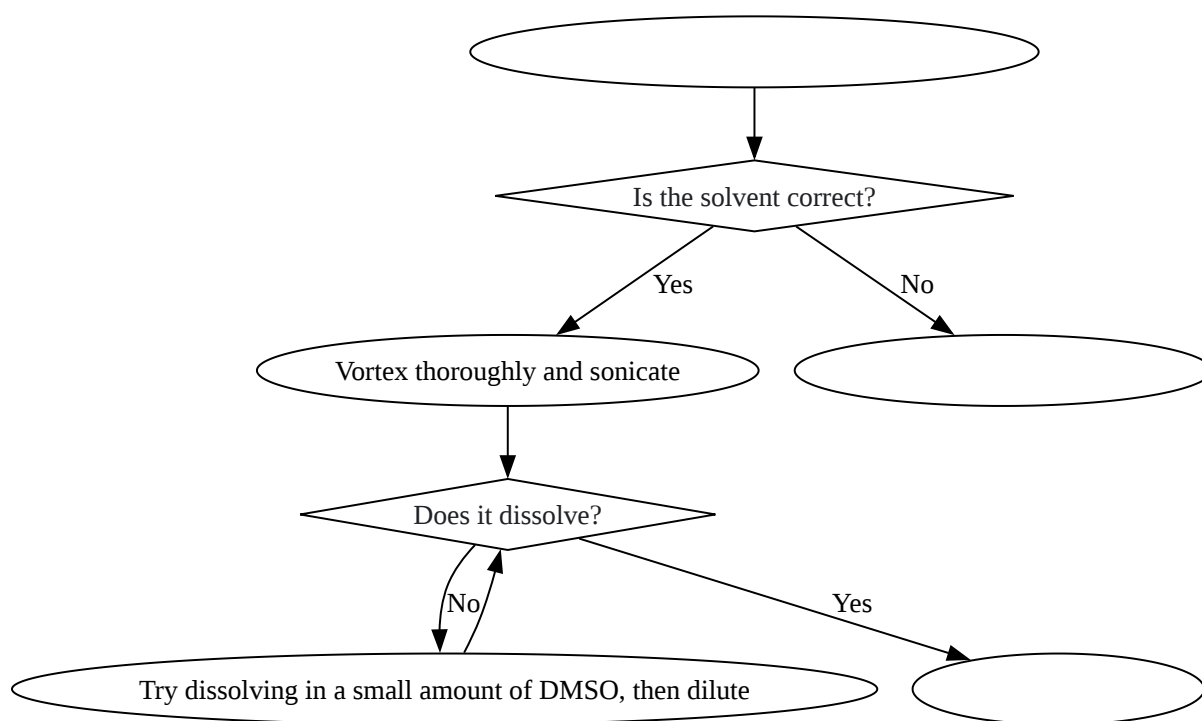 Is the solvent correct?
Yes
No
Vortex thoroughly and sonicate
Does it dissolve?
No
Yes
Try dissolving in a small amount of DMSO, then dilute